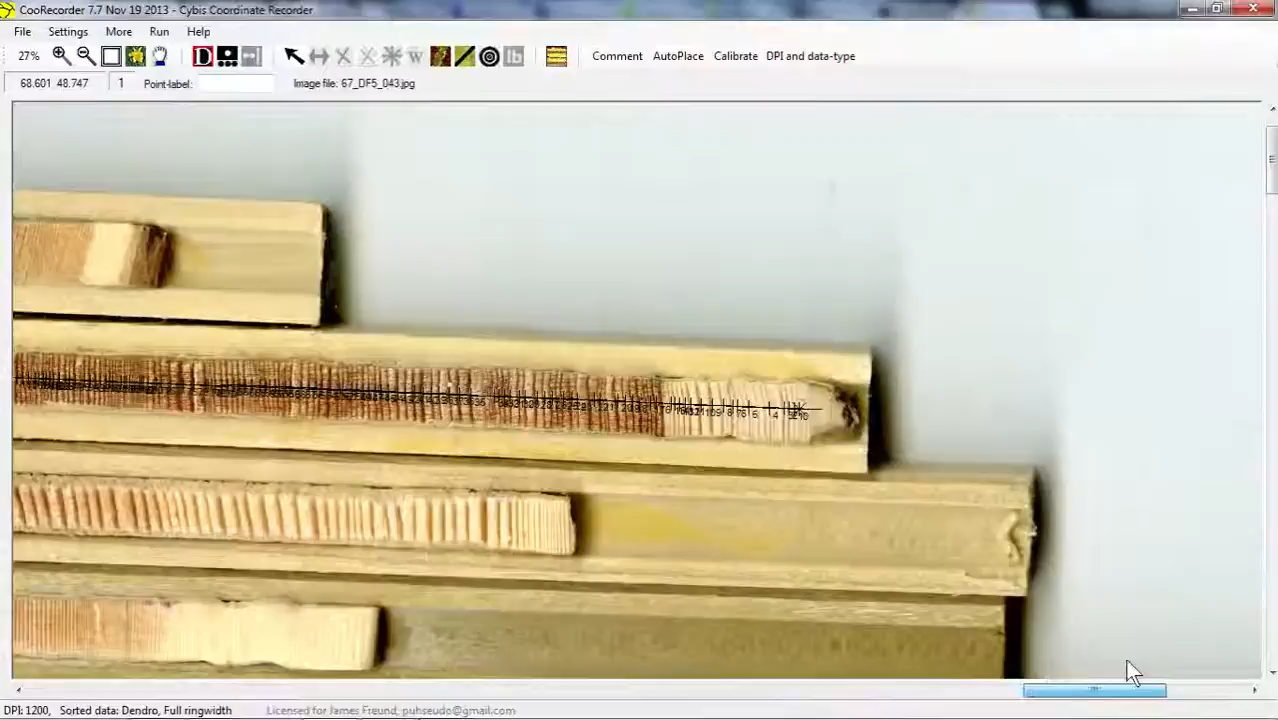 CooRecorder 7.7 Nov 19 2013 - Cybis Coordinate Recorder
File Settings More Run Help
27% D W lb Comment AutoPlace Calibrate DPI and data-type
68.601 48.747 1 Point-label: Image file: 67_DF5_043.jpg
DPI: 1200, Sorted data: Dendro, Full ringwidth Licensed for James Freund, puhseudo@gmail.com